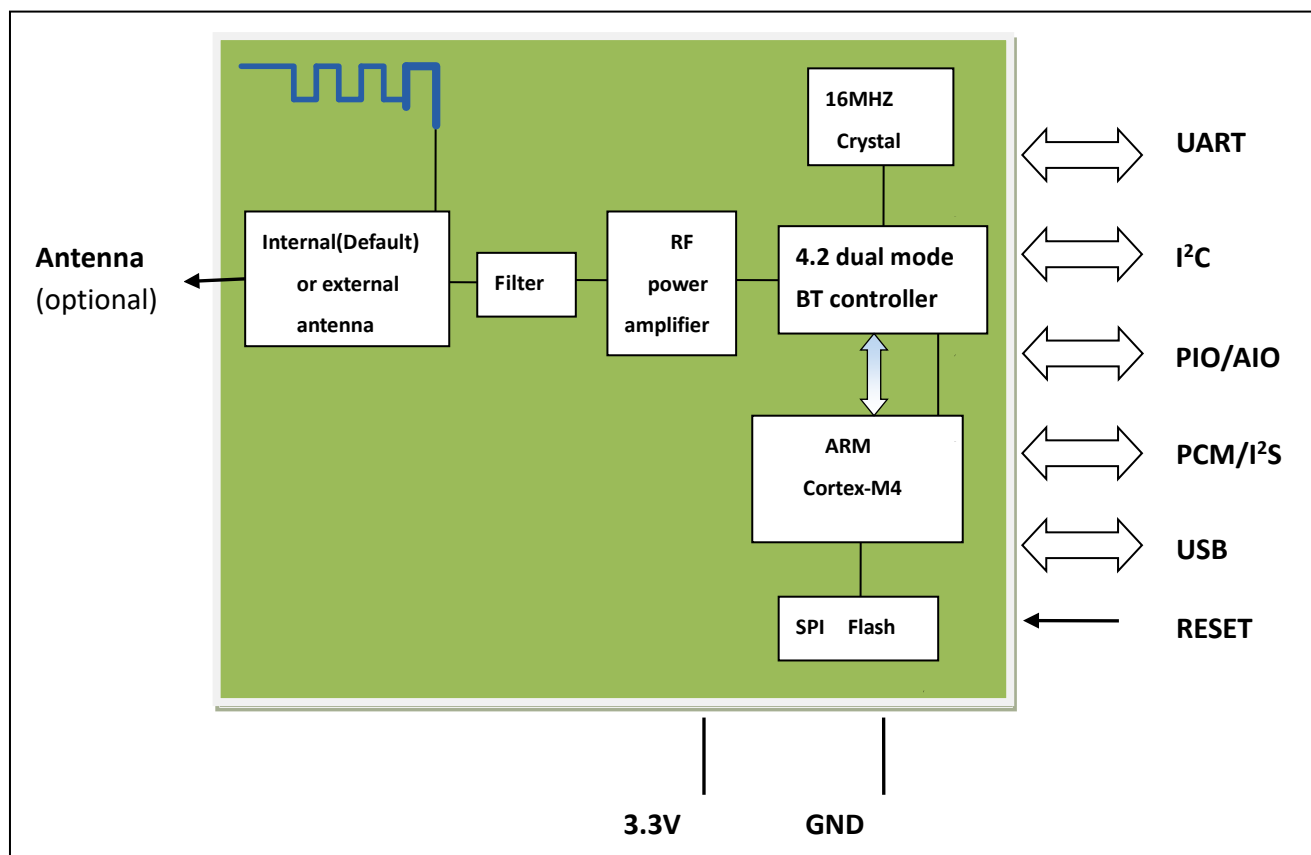 16MHZ
Crystal
UART
Internal(Default)
or external
antenna
Antenna
(optional)
Filter
RF
power
amplifier
4.2 dual mode
BT controller
I²C
PIO/AIO
ARM
Cortex-M4
PCM/I²S
USB
SPI Flash
RESET
3.3V
GND